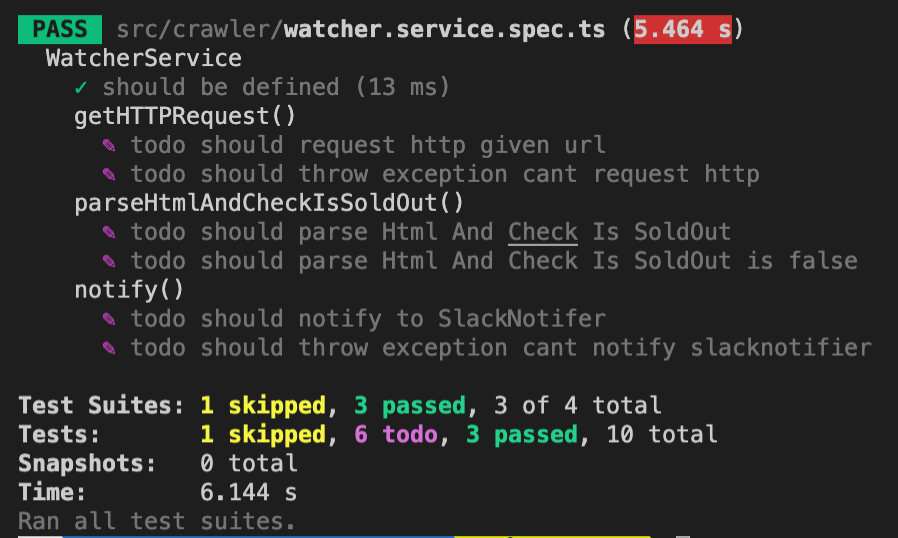 PASS src/crawler/watcher.service.spec.ts (5.464 s)
WatcherService
✓ should be defined (13 ms)
getHTTPRequest()
✎ todo should request http given url
✎ todo should throw exception cant request http
parseHtmlAndCheckIsSoldOut()
✎ todo should parse Html And Check Is SoldOut
✎ todo should parse Html And Check Is SoldOut is false
notify()
✎ todo should notify to SlackNotifer
✎ todo should throw exception cant notify slacknotifier
Test Suites: 1 skipped, 3 passed, 3 of 4 total
Tests: 1 skipped, 6 todo, 3 passed, 10 total
Snapshots: 0 total
Time: 6.144 s
Ran all test suites.